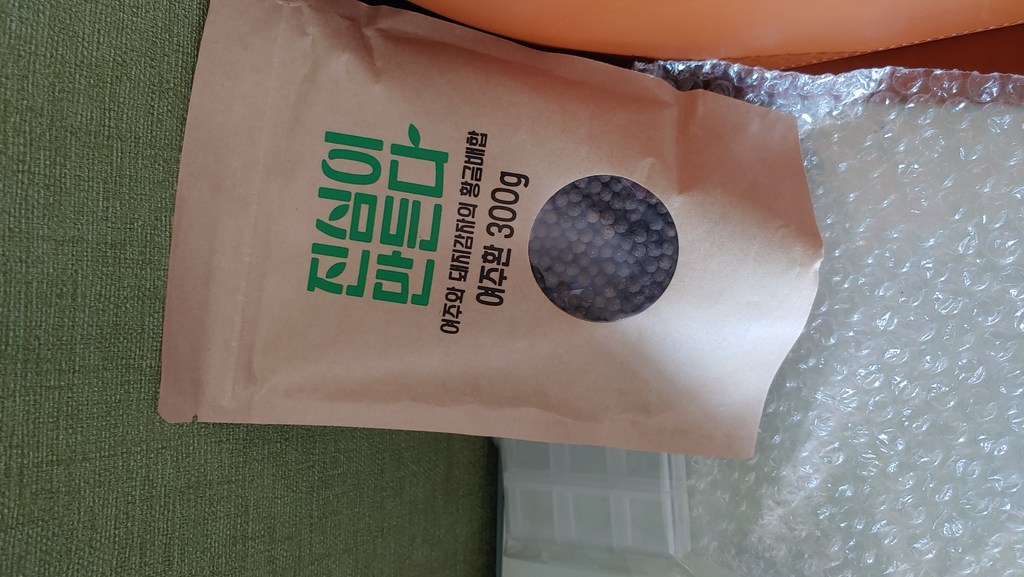 진심이
만든다
여주와 돼지감자의 황금배합
여주환 300g